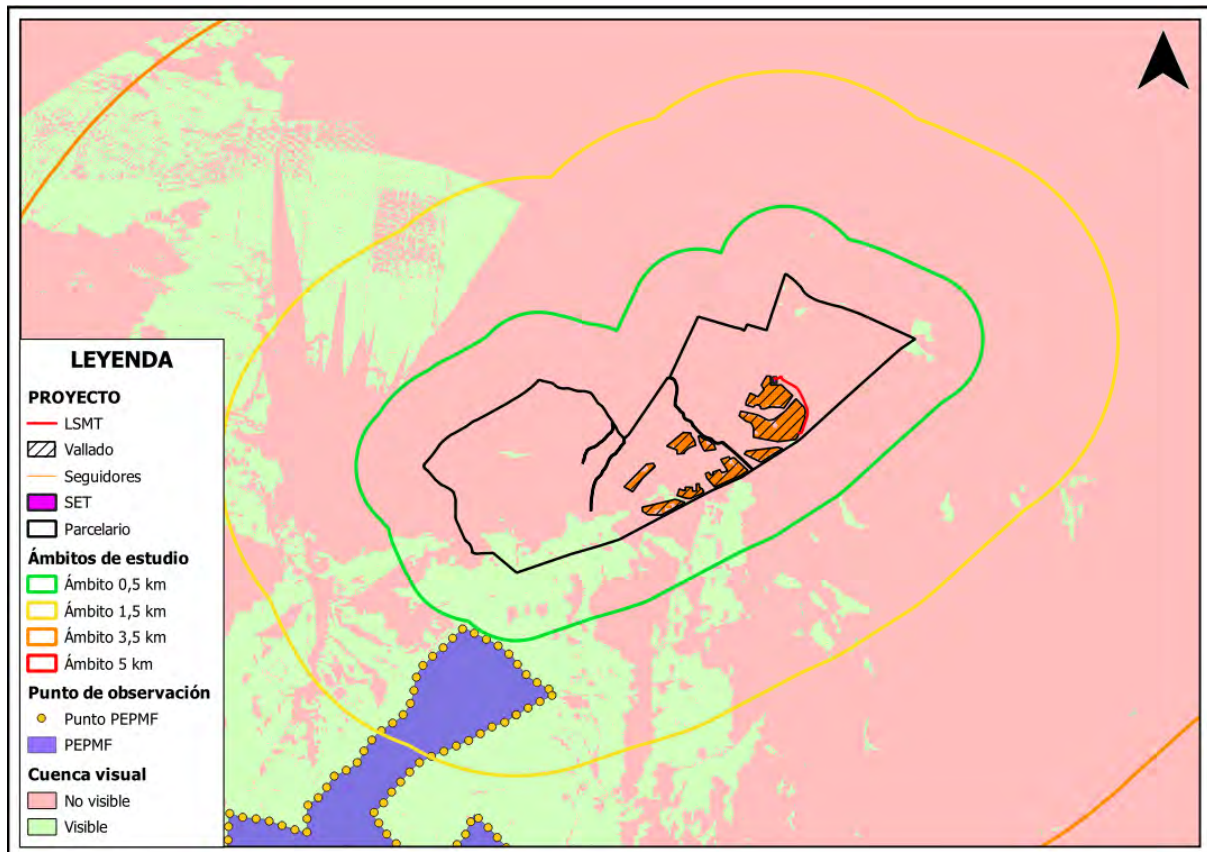 LEYENDA
PROYECTO
LSMT
Vallado
Seguidores
SET
Parcelario
Ámbitos de estudio
Ámbito 0,5 km
Ámbito 1,5 km
Ámbito 3,5 km
Ámbito 5 km
Punto de observación
Punto PEPMF
PEPMF
Cuenca visual
No visible
Visible